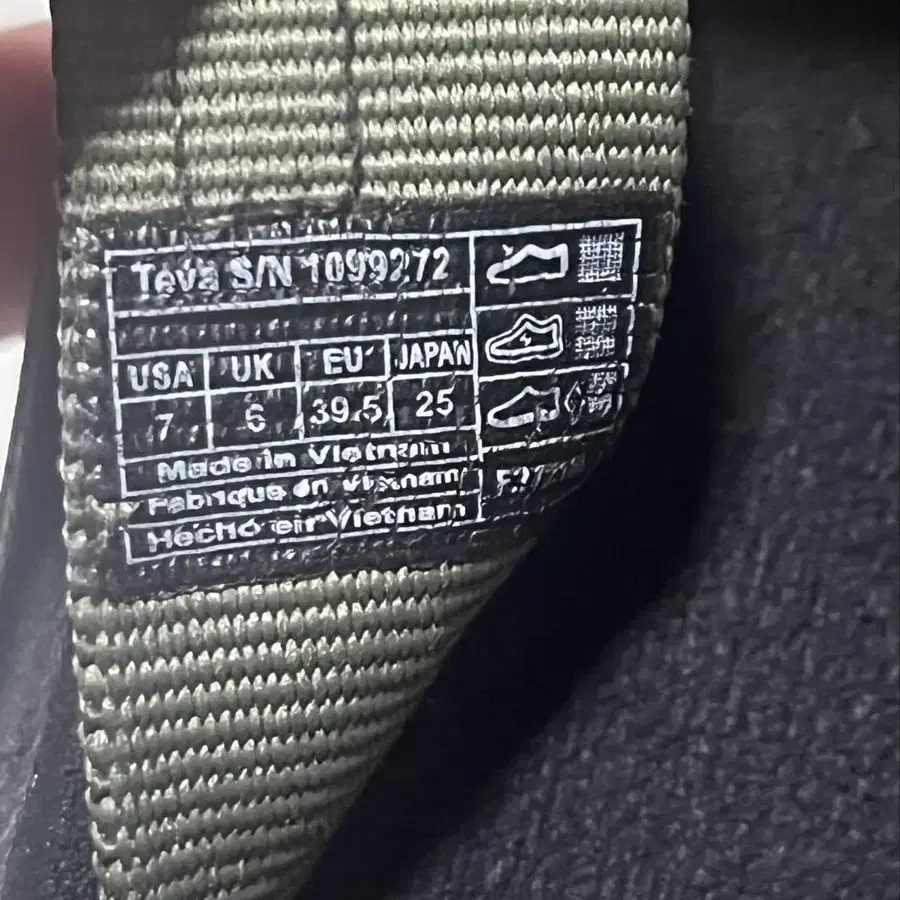 Teva S/N 1099272
USA UK EU JAPAN
7 6 39.5 25
Made in Vietnam
Fabriqué en Vietnam
Hecho en Vietnam